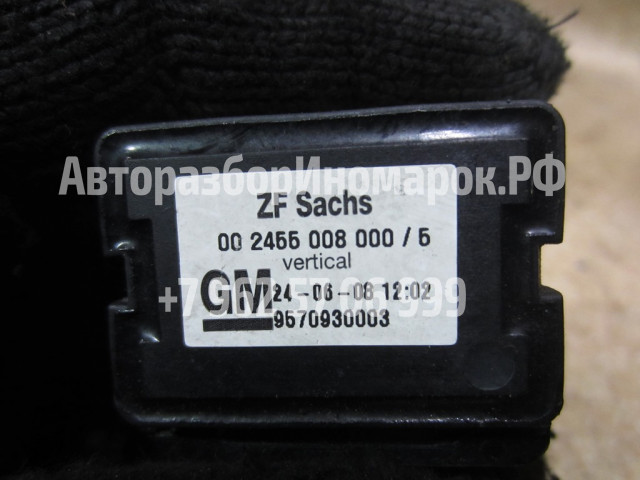 АвторазборИномарок.РФ
ZF Sachs
00 2455 008 000 / 5
vertical
GM 24-06-08 12:02
9570930003